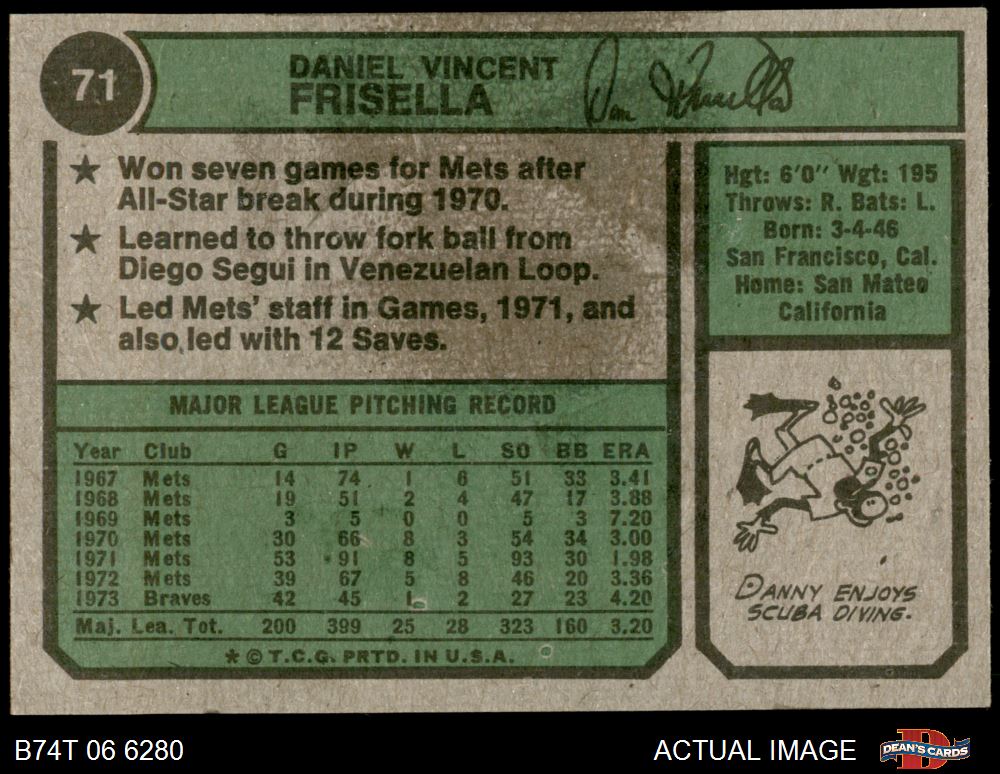 71
DANIEL VINCENT
FRISELLA
Dan Frisella
★ Won seven games for Mets after
All-Star break during 1970.
★ Learned to throw fork ball from
Diego Segui in Venezuelan Loop.
★ Led Mets' staff in Games, 1971, and
also led with 12 Saves.
Hgt: 6'0" Wgt: 195
Throws: R. Bats: L.
Born: 3-4-46
San Francisco, Cal.
Home: San Mateo
California
MAJOR LEAGUE PITCHING RECORD
Year Club G IP W L SO BB ERA
1967 Mets 14 74 1 6 51 33 3.41
1968 Mets 19 51 2 4 47 17 3.88
1969 Mets 3 5 0 0 5 3 7.20
1970 Mets 30 66 8 3 54 34 3.00
1971 Mets 53 91 8 5 93 30 1.98
1972 Mets 39 67 5 8 46 20 3.36
1973 Braves 42 45 1 2 27 23 4.20
Maj. Lea. Tot. 200 399 25 28 323 160 3.20
* © T.C.G. PRTD. IN U.S.A.
DANNY ENJOYS
SCUBA DIVING.
B74T 06 6280
ACTUAL IMAGE
DEAN'S CARDS